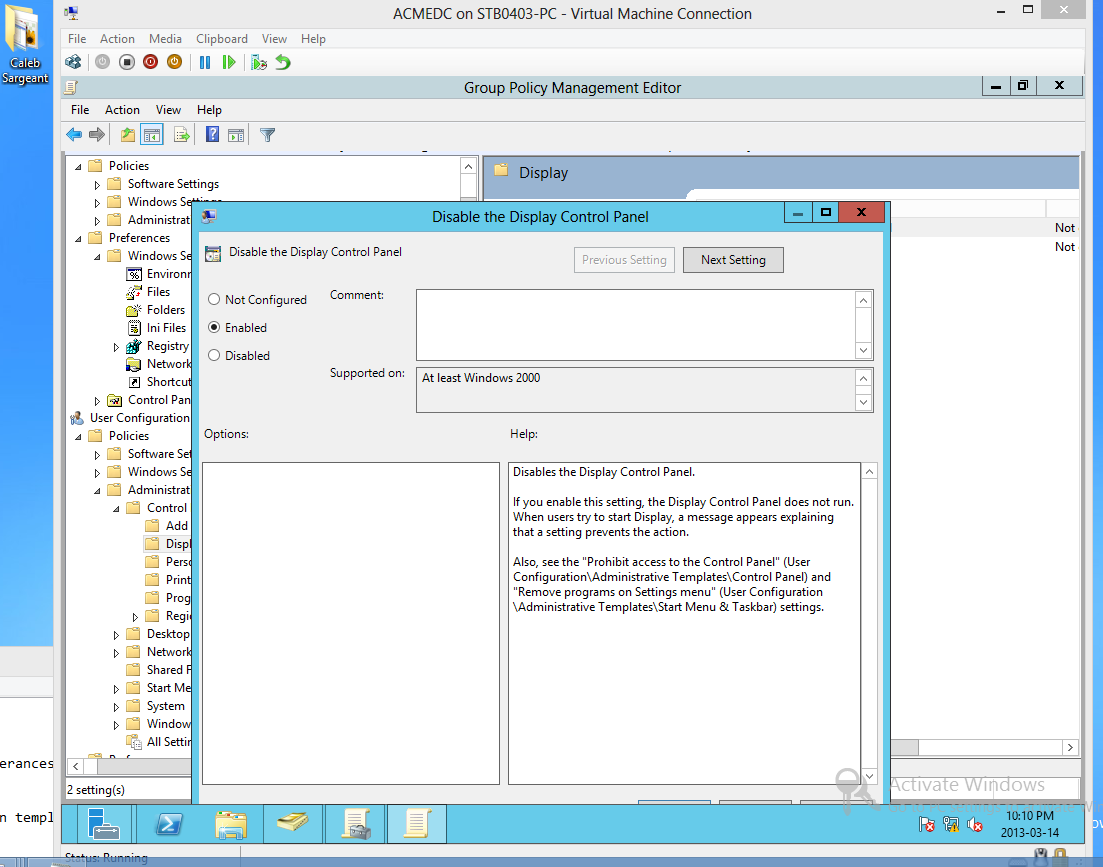 ACMEDC on STB0403-PC - Virtual Machine Connection
Caleb
Sargeant
File Action Media Clipboard View Help
Group Policy Management Editor
File Action View Help
Policies
Software Settings
Windows Settings
Administrat
Preferences
Windows Se
Environr
Files
Folders
Ini Files
Registry
Network
Shortcut
Control Pan
User Configuration
Policies
Software Set
Windows Se
Administrat
Control
Add
Displ
Perso
Print
Prog
Regi
Desktop
Network
Shared F
Start Me
System
Window
All Settin
2 setting(s)
Display
Not
Not
Disable the Display Control Panel
Disable the Display Control Panel
Previous Setting Next Setting
Not Configured
Enabled
Disabled
Comment:
Supported on: At least Windows 2000
Options: Help:
Disables the Display Control Panel.
If you enable this setting, the Display Control Panel does not run.
When users try to start Display, a message appears explaining
that a setting prevents the action.
Also, see the "Prohibit access to the Control Panel" (User
Configuration\Administrative Templates\Control Panel) and
"Remove programs on Settings menu" (User Configuration
\Administrative Templates\Start Menu & Taskbar) settings.
erances
n templ
Activate Windows
10:10 PM
2013-03-14
Status: Running